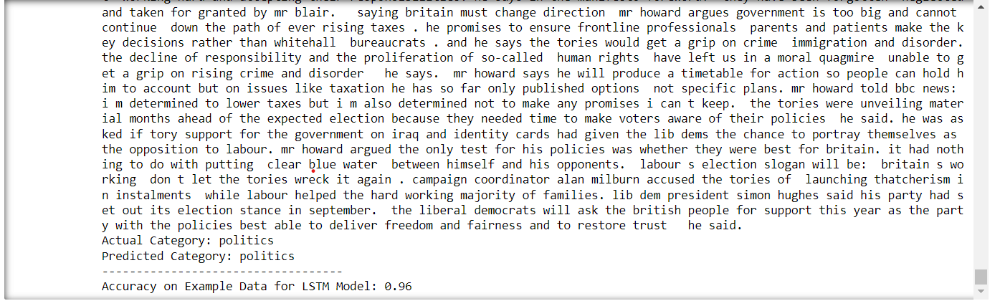 and taken for granted by mr blair.   saying britain must change direction  mr howard argues government is too big and cannot
continue  down the path of ever rising taxes . he promises to ensure frontline professionals  parents and patients make the k
ey decisions rather than whitehall  bureaucrats . and he says the tories would get a grip on crime  immigration and disorder.
the decline of responsibility and the proliferation of so-called  human rights  have left us in a moral quagmire  unable to g
et a grip on rising crime and disorder   he says.  mr howard says he will produce a timetable for action so people can hold h
im to account but on issues like taxation he has so far only published options  not specific plans. mr howard told bbc news:
i m determined to lower taxes but i m also determined not to make any promises i can t keep.  the tories were unveiling mater
ial months ahead of the expected election because they needed time to make voters aware of their policies  he said. he was as
ked if tory support for the government on iraq and identity cards had given the lib dems the chance to portray themselves as
the opposition to labour. mr howard argued the only test for his policies was whether they were best for britain. it had noth
ing to do with putting  clear blue water  between himself and his opponents.  labour s election slogan will be:  britain s wo
rking  don t let the tories wreck it again . campaign coordinator alan milburn accused the tories of  launching thatcherism i
n instalments  while labour helped the hard working majority of families. lib dem president simon hughes said his party had s
et out its election stance in september.  the liberal democrats will ask the british people for support this year as the part
y with the policies best able to deliver freedom and fairness and to restore trust   he said.
Actual Category: politics
Predicted Category: politics
-----------------------------------
Accuracy on Example Data for LSTM Model: 0.96